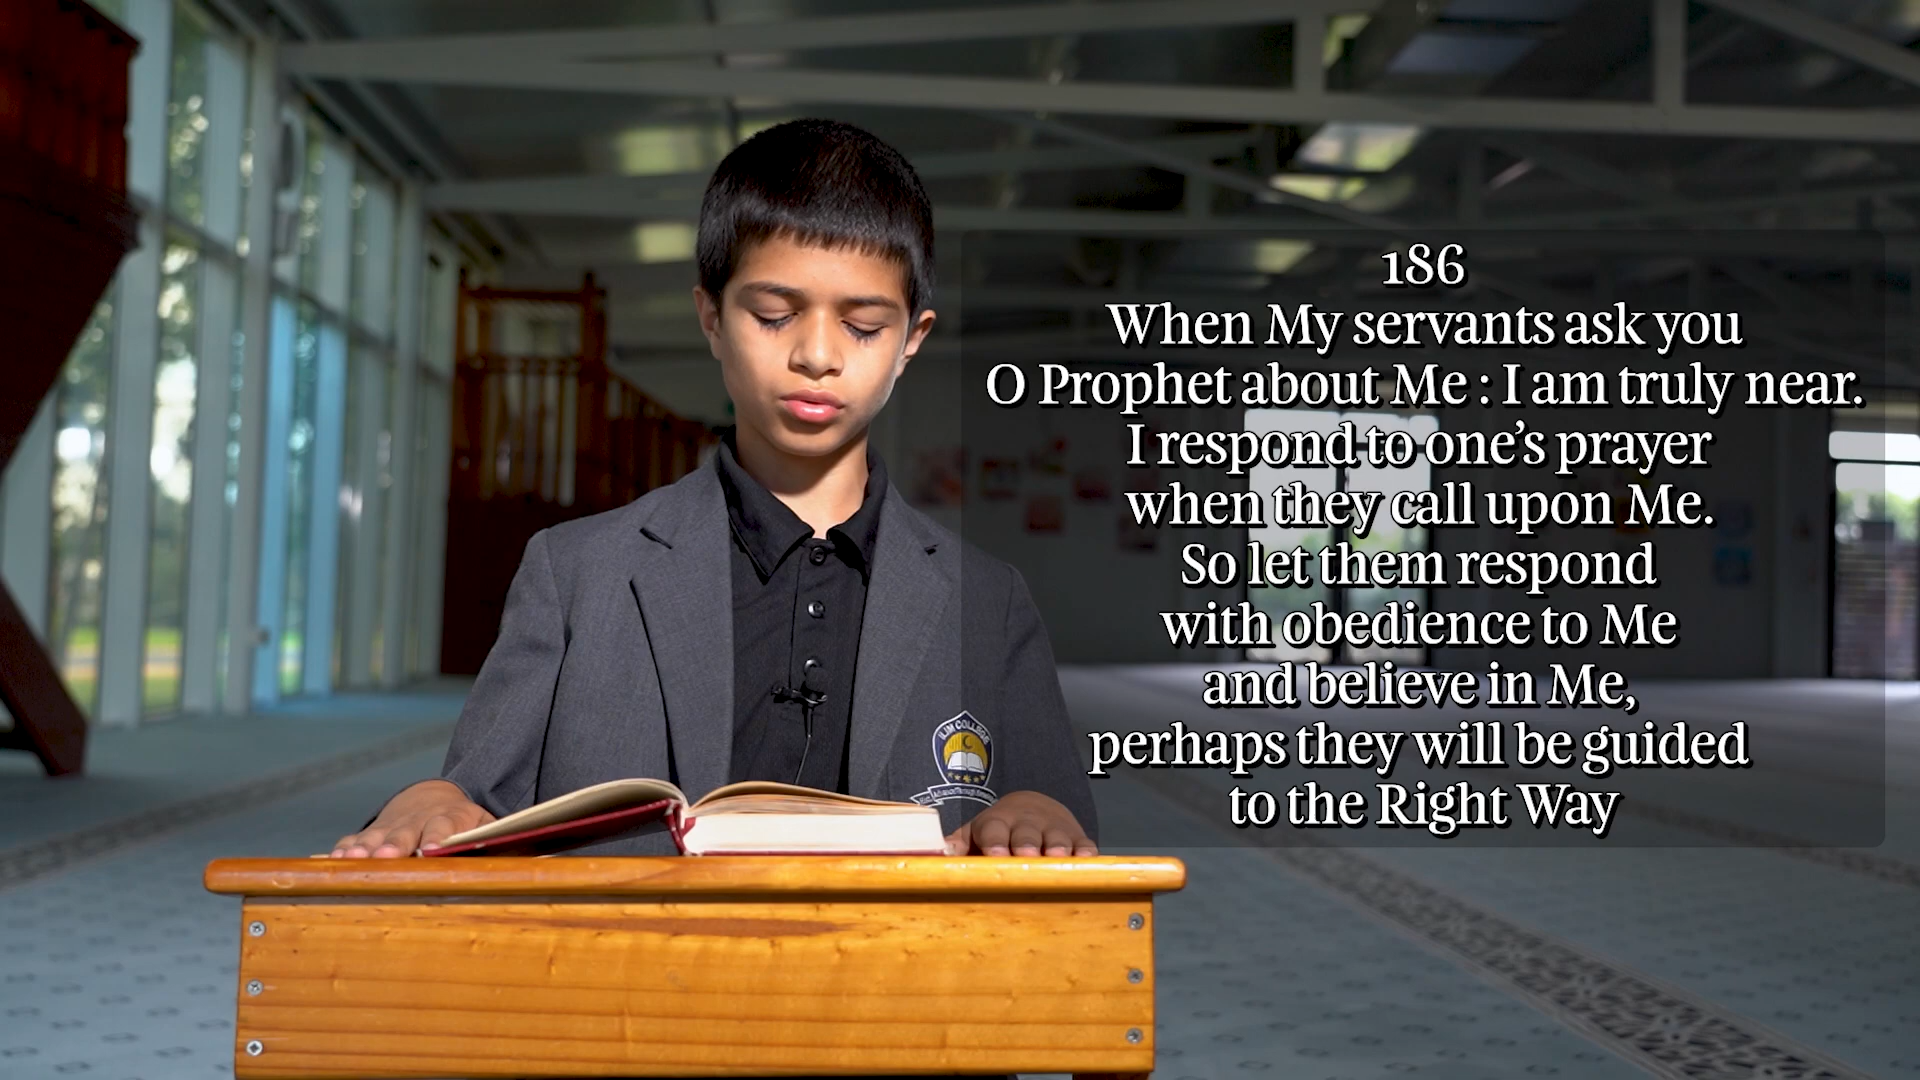 186
When My servants ask you
O Prophet about Me : I am truly near.
I respond to one’s prayer
when they call upon Me.
So let them respond
with obedience to Me
and believe in Me,
perhaps they will be guided
to the Right Way
ILIM COLLEGE